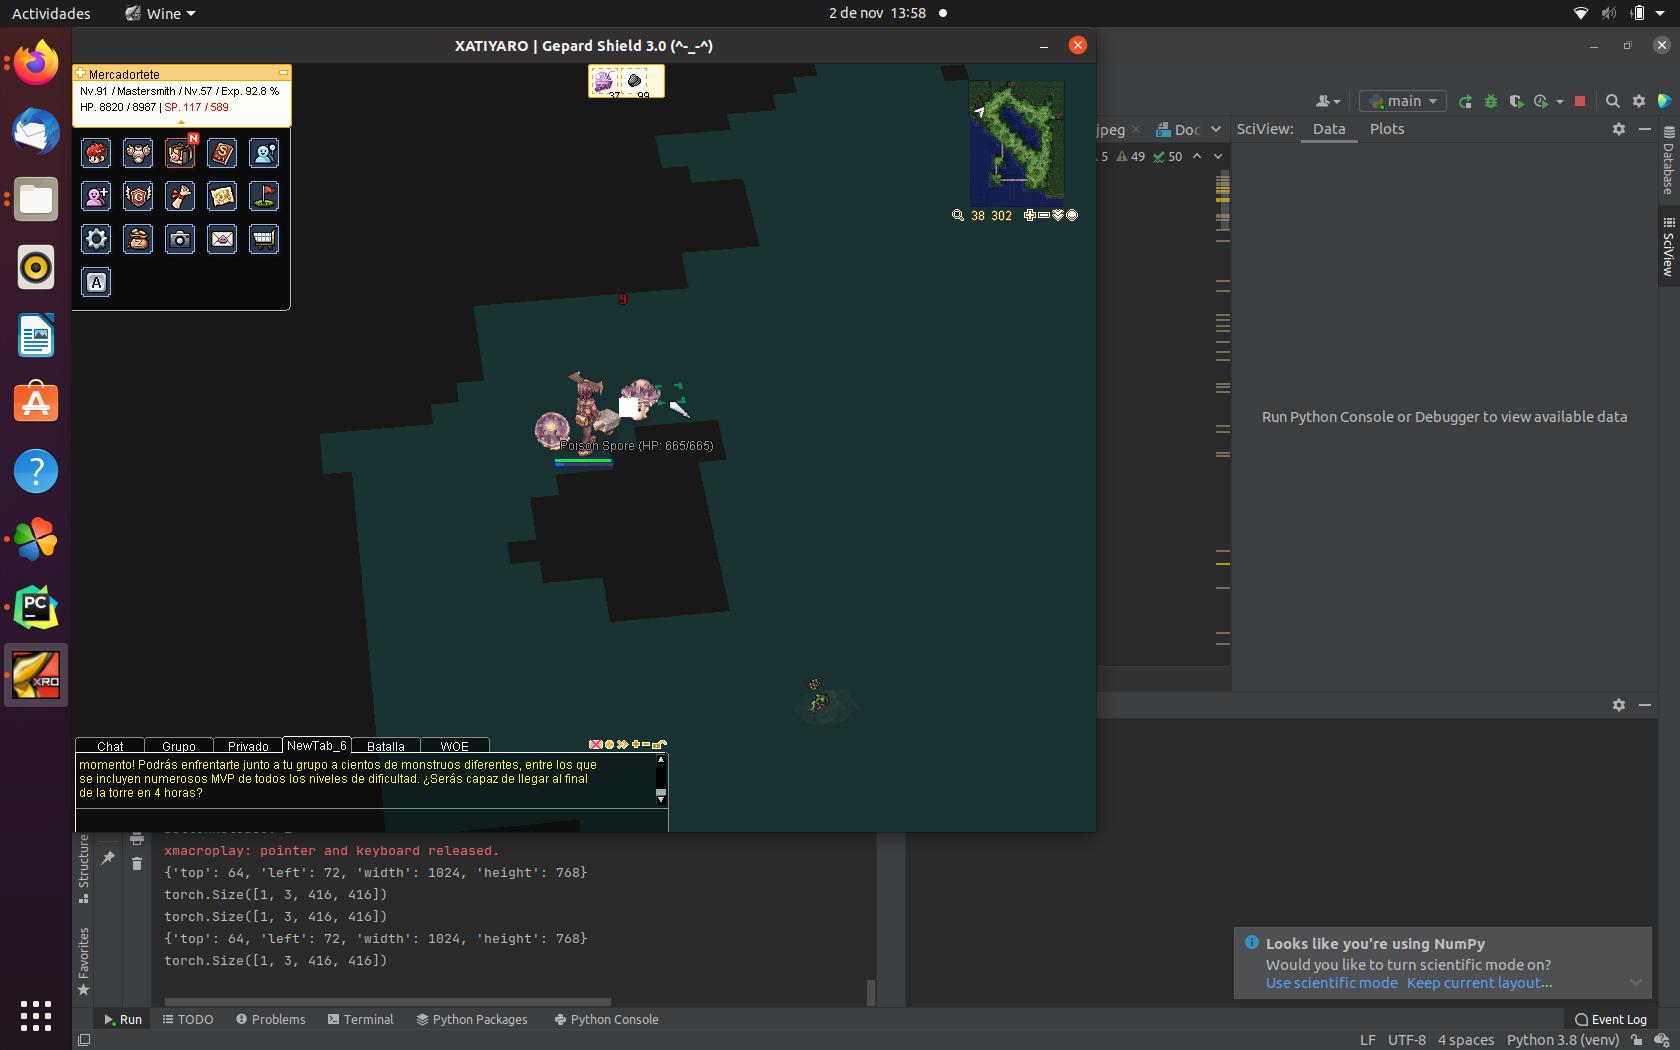 Actividades
Wine
2 de nov 13:58
XATIYARO | Gepard Shield 3.0 (^-_-^)
Mercadortete
Nv.91 / Mastersmith / Nv.57 / Exp. 92.8 %
HP. 8820 / 8987 | SP. 117 / 589
N
A
37
99
38 302
9
Poison Spore (HP: 665/665)
main
jpeg
Doc
SciView:
Data
Plots
5
49
50
Database
SciView
Run Python Console or Debugger to view available data
Chat
Grupo
Privado
NewTab_6
Batalla
WOE
momento! Podrás enfrentarte junto a tu grupo a cientos de monstruos diferentes, entre los que
se incluyen numerosos MVP de todos los niveles de dificultad. ¿Serás capaz de llegar al final
de la torre en 4 horas?
PC
XRO
Structure
Favorites
xmacroplay: pointer and keyboard released.
{'top': 64, 'left': 72, 'width': 1024, 'height': 768}
torch.Size([1, 3, 416, 416])
torch.Size([1, 3, 416, 416])
{'top': 64, 'left': 72, 'width': 1024, 'height': 768}
torch.Size([1, 3, 416, 416])
Looks like you're using NumPy
Would you like to turn scientific mode on?
Use scientific mode Keep current layout...
Run
TODO
Problems
Terminal
Python Packages
Python Console
Event Log
LF UTF-8 4 spaces Python 3.8 (venv)